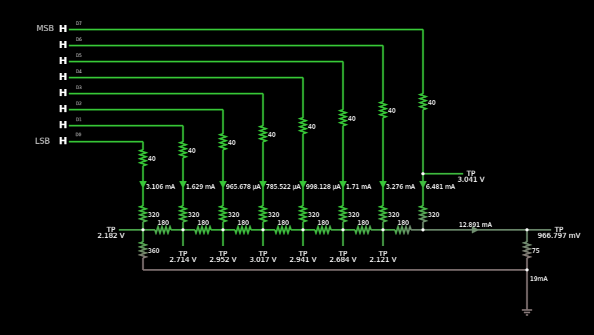 D7
MSB H
D6
H
D5
H
D4
H
D3
H
D2
H
D1
H
D0
LSB H
40
40
40
40
40
40
40
40
TP
3.041 V
3.106 mA 1.629 mA 965.678 µA 785.522 µA 998.128 µA 1.71 mA 3.276 mA 6.481 mA
320 320 320 320 320 320 320 320
180 180 180 180 180 180 180
12.891 mA
TP
2.182 V
TP
966.797 mV
360
75
TP TP TP TP TP TP
2.714 V 2.952 V 3.017 V 2.941 V 2.684 V 2.121 V
19mA